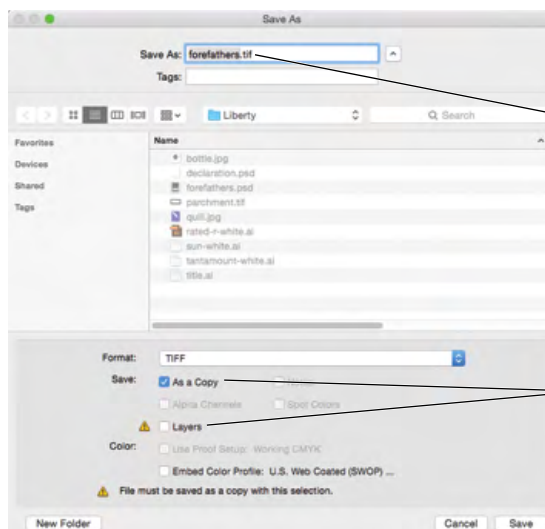 Save As
Save As: forefathers.tif
Tags:
Liberty
Search
Favorites
Devices
Shared
Tags
Name
bottle.jpg
declaration.psd
forefathers.psd
parchment.tif
quill.jpg
rated-r-white.ai
sun-white.ai
tantamount-white.ai
title.ai
Format: TIFF
Save: As a Copy Notes
Alpha Channels Spot Colors
Layers
Color: Use Proof Setup: Working CMYK
Embed Color Profile: U.S. Web Coated (SWOP) ...
File must be saved as a copy with this selection.
New Folder Cancel Save